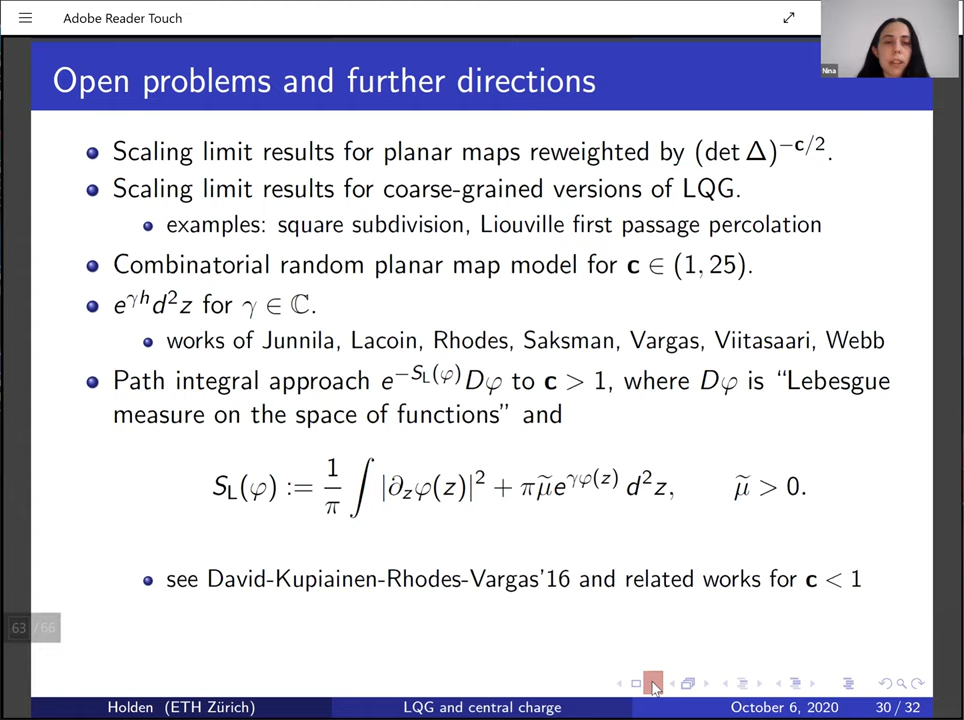 Adobe Reader Touch
Nina
Open problems and further directions
Scaling limit results for planar maps reweighted by (det Δ)^{−c/2}.
Scaling limit results for coarse-grained versions of LQG.
examples: square subdivision, Liouville first passage percolation
Combinatorial random planar map model for c ∈ (1, 25).
e^{γh}d²z for γ ∈ ℂ.
works of Junnila, Lacoin, Rhodes, Saksman, Vargas, Viitasaari, Webb
Path integral approach e^{−S_L(φ)}Dφ to c > 1, where Dφ is “Lebesgue
measure on the space of functions” and
S_L(φ) := \frac{1}{π} ∫ |∂_zφ(z)|² + πμ̃e^{γφ(z)} d²z, μ̃ > 0.
see David-Kupiainen-Rhodes-Vargas’16 and related works for c < 1
63 / 66
Holden (ETH Zürich) LQG and central charge October 6, 2020 30 / 32